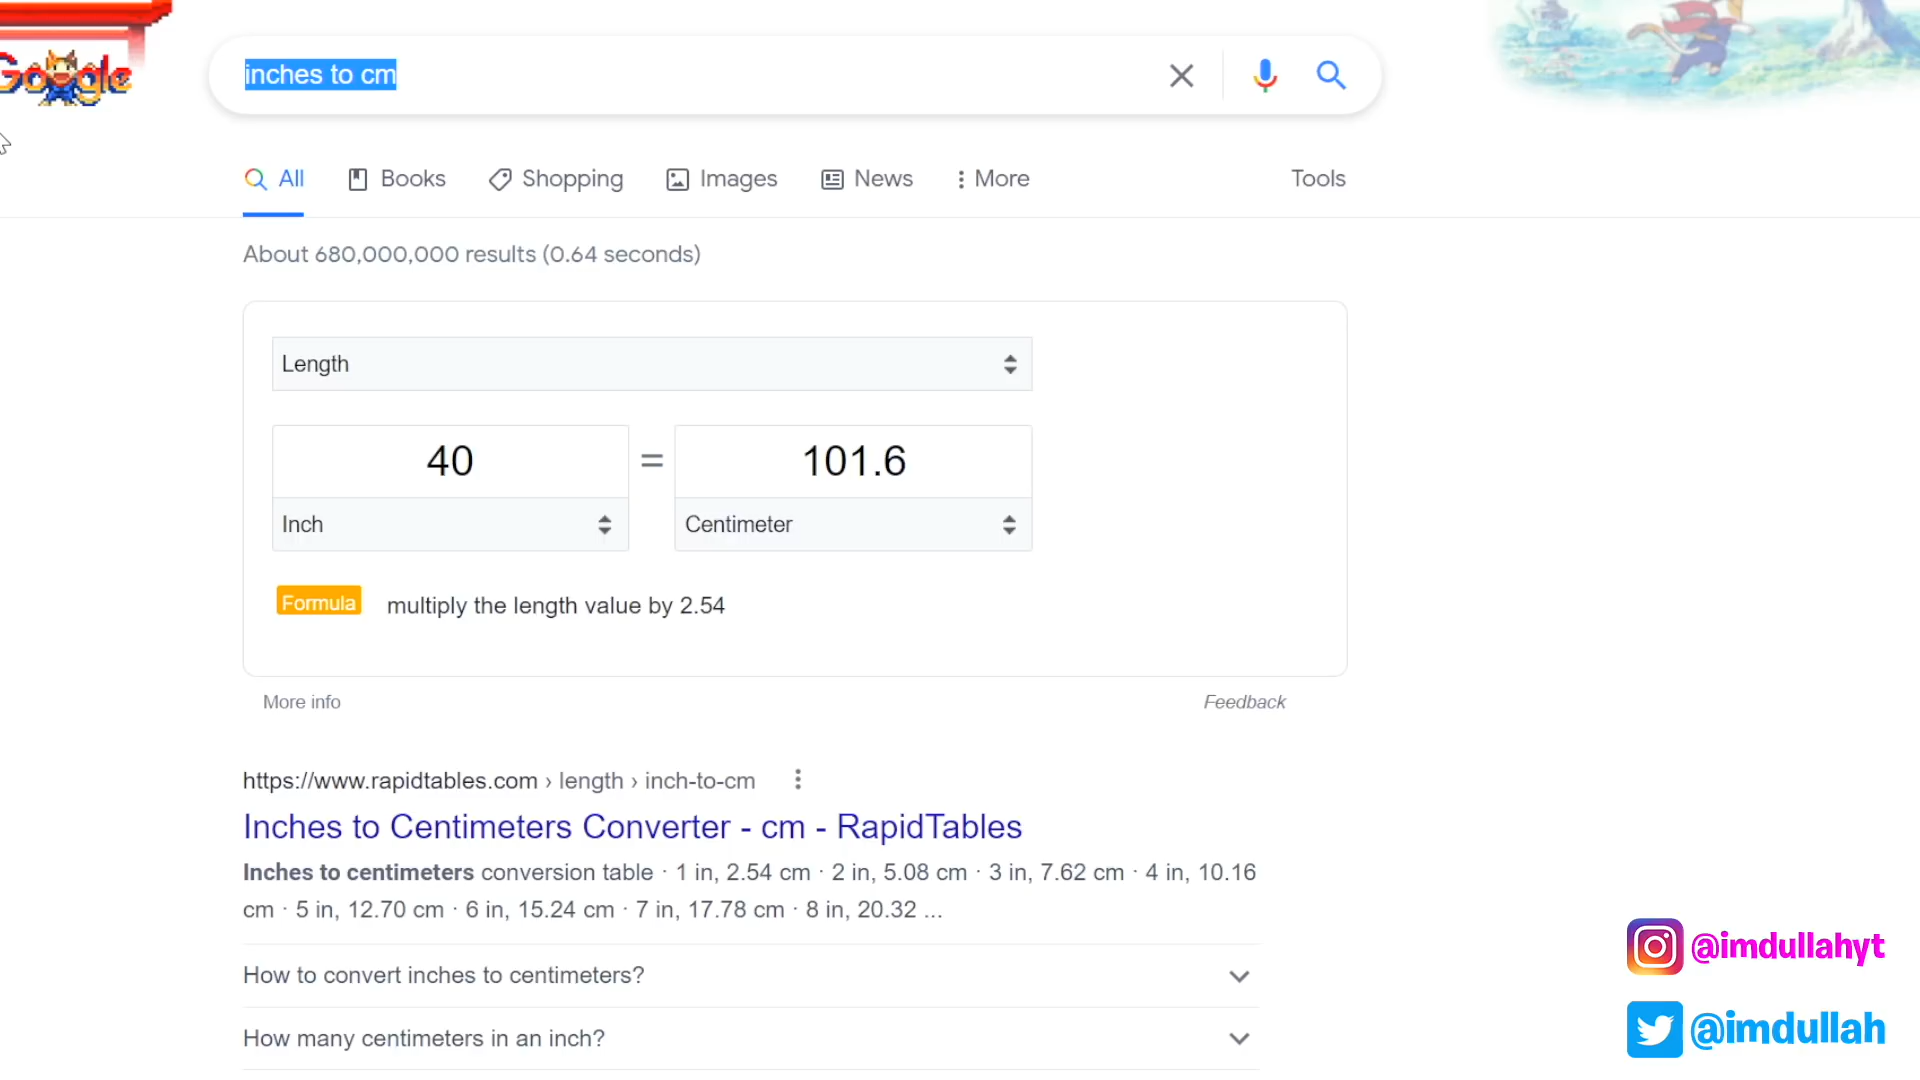 Google
inches to cm
All
Books
Shopping
Images
News
More
Tools
About 680,000,000 results (0.64 seconds)
Length
40
=
101.6
Inch
Centimeter
Formula
multiply the length value by 2.54
More info
Feedback
https://www.rapidtables.com › length › inch-to-cm
Inches to Centimeters Converter - cm - RapidTables
Inches to centimeters conversion table · 1 in, 2.54 cm · 2 in, 5.08 cm · 3 in, 7.62 cm · 4 in, 10.16
cm · 5 in, 12.70 cm · 6 in, 15.24 cm · 7 in, 17.78 cm · 8 in, 20.32 ...
How to convert inches to centimeters?
How many centimeters in an inch?
@imdullahyt
@imdullah